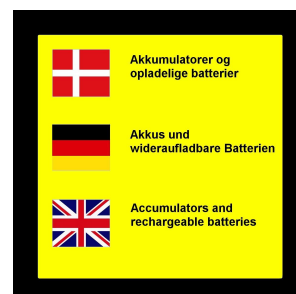 Akkumulatorer og
opladelige batterier
Akkus und
wideraufladbare Batterien
Accumulators and
rechargeable batteries